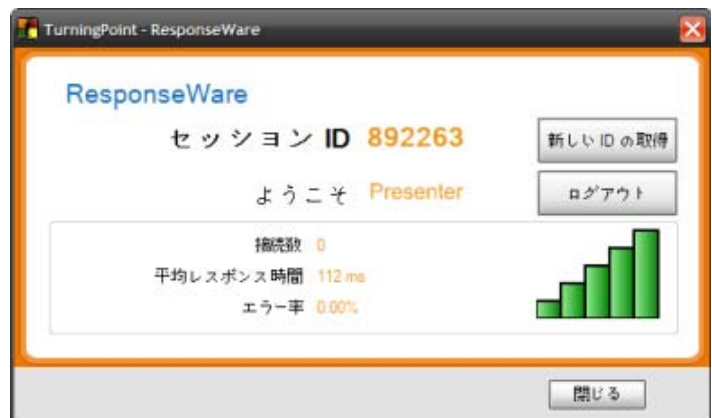 TurningPoint - ResponseWare
ResponseWare
セッション ID 892263
新しい ID の取得
ようこそ Presenter
ログアウト
接続数 0
平均レスポンス時間 112 ms
エラー率 0.00%
閉じる